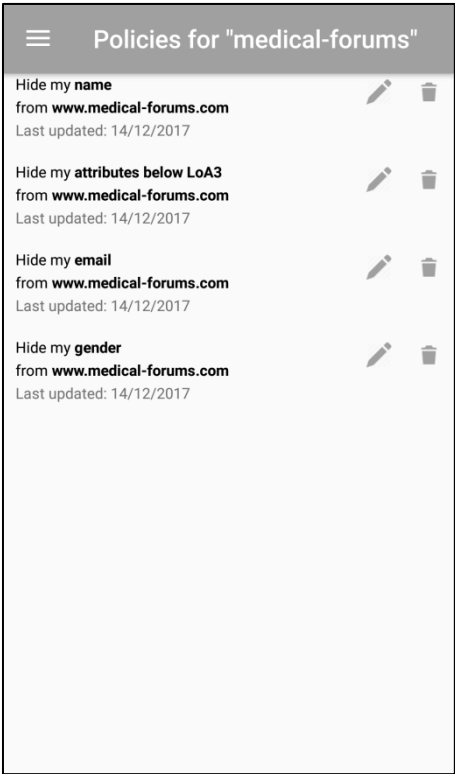 Policies for "medical-forums"
Hide my name
from www.medical-forums.com
Last updated: 14/12/2017
Hide my attributes below LoA3
from www.medical-forums.com
Last updated: 14/12/2017
Hide my email
from www.medical-forums.com
Last updated: 14/12/2017
Hide my gender
from www.medical-forums.com
Last updated: 14/12/2017